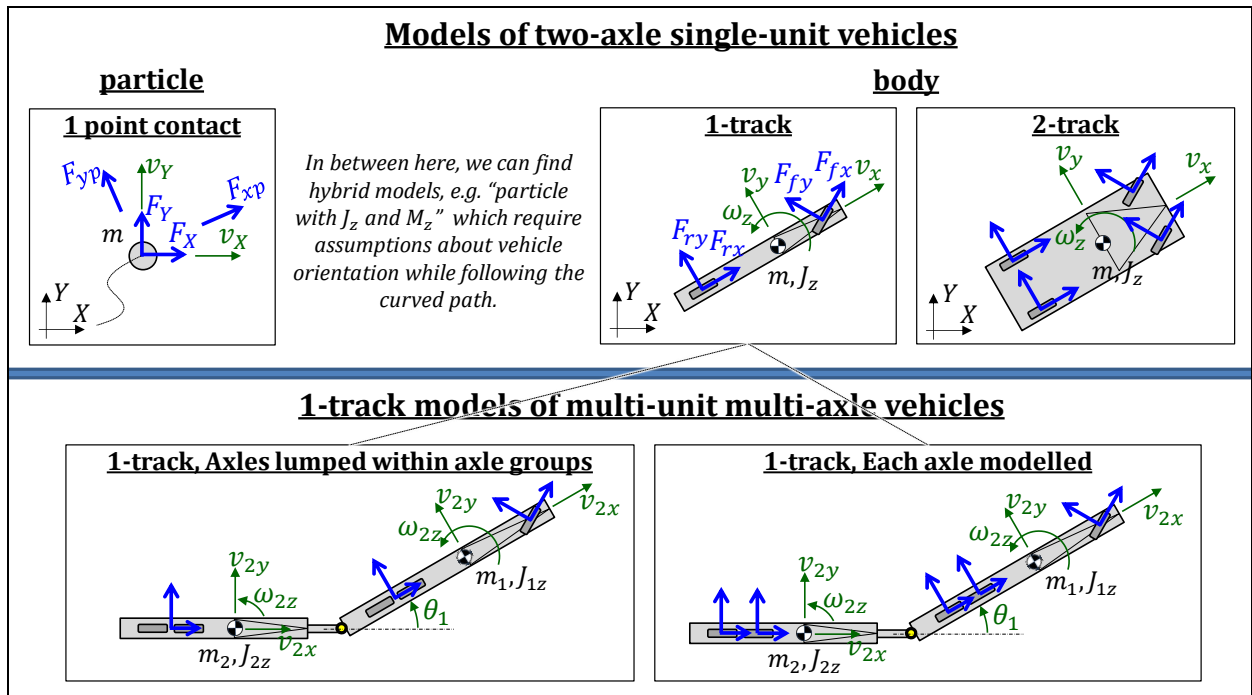 Models of two-axle single-unit vehicles
particle
body
1 point contact
F_yp
v_Y
F_Y
F_xp
m
F_X
v_X
Y
X
In between here, we can find
hybrid models, e.g. “particle
with J_z and M_z” which require
assumptions about vehicle
orientation while following the
curved path.
1-track
F_fy
F_fx
v_y
v_x
ω_z
F_ry
F_rx
m, J_z
Y
X
2-track
v_y
v_x
ω_z
m, J_z
Y
X
1-track models of multi-unit multi-axle vehicles
1-track, Axles lumped within axle groups
v_2y
v_2x
ω_2z
m_1, J_1z
v_2y
ω_2z
θ_1
v_2x
m_2, J_2z
1-track, Each axle modelled
v_2y
v_2x
ω_2z
m_1, J_1z
v_2y
ω_2z
θ_1
v_2x
m_2, J_2z